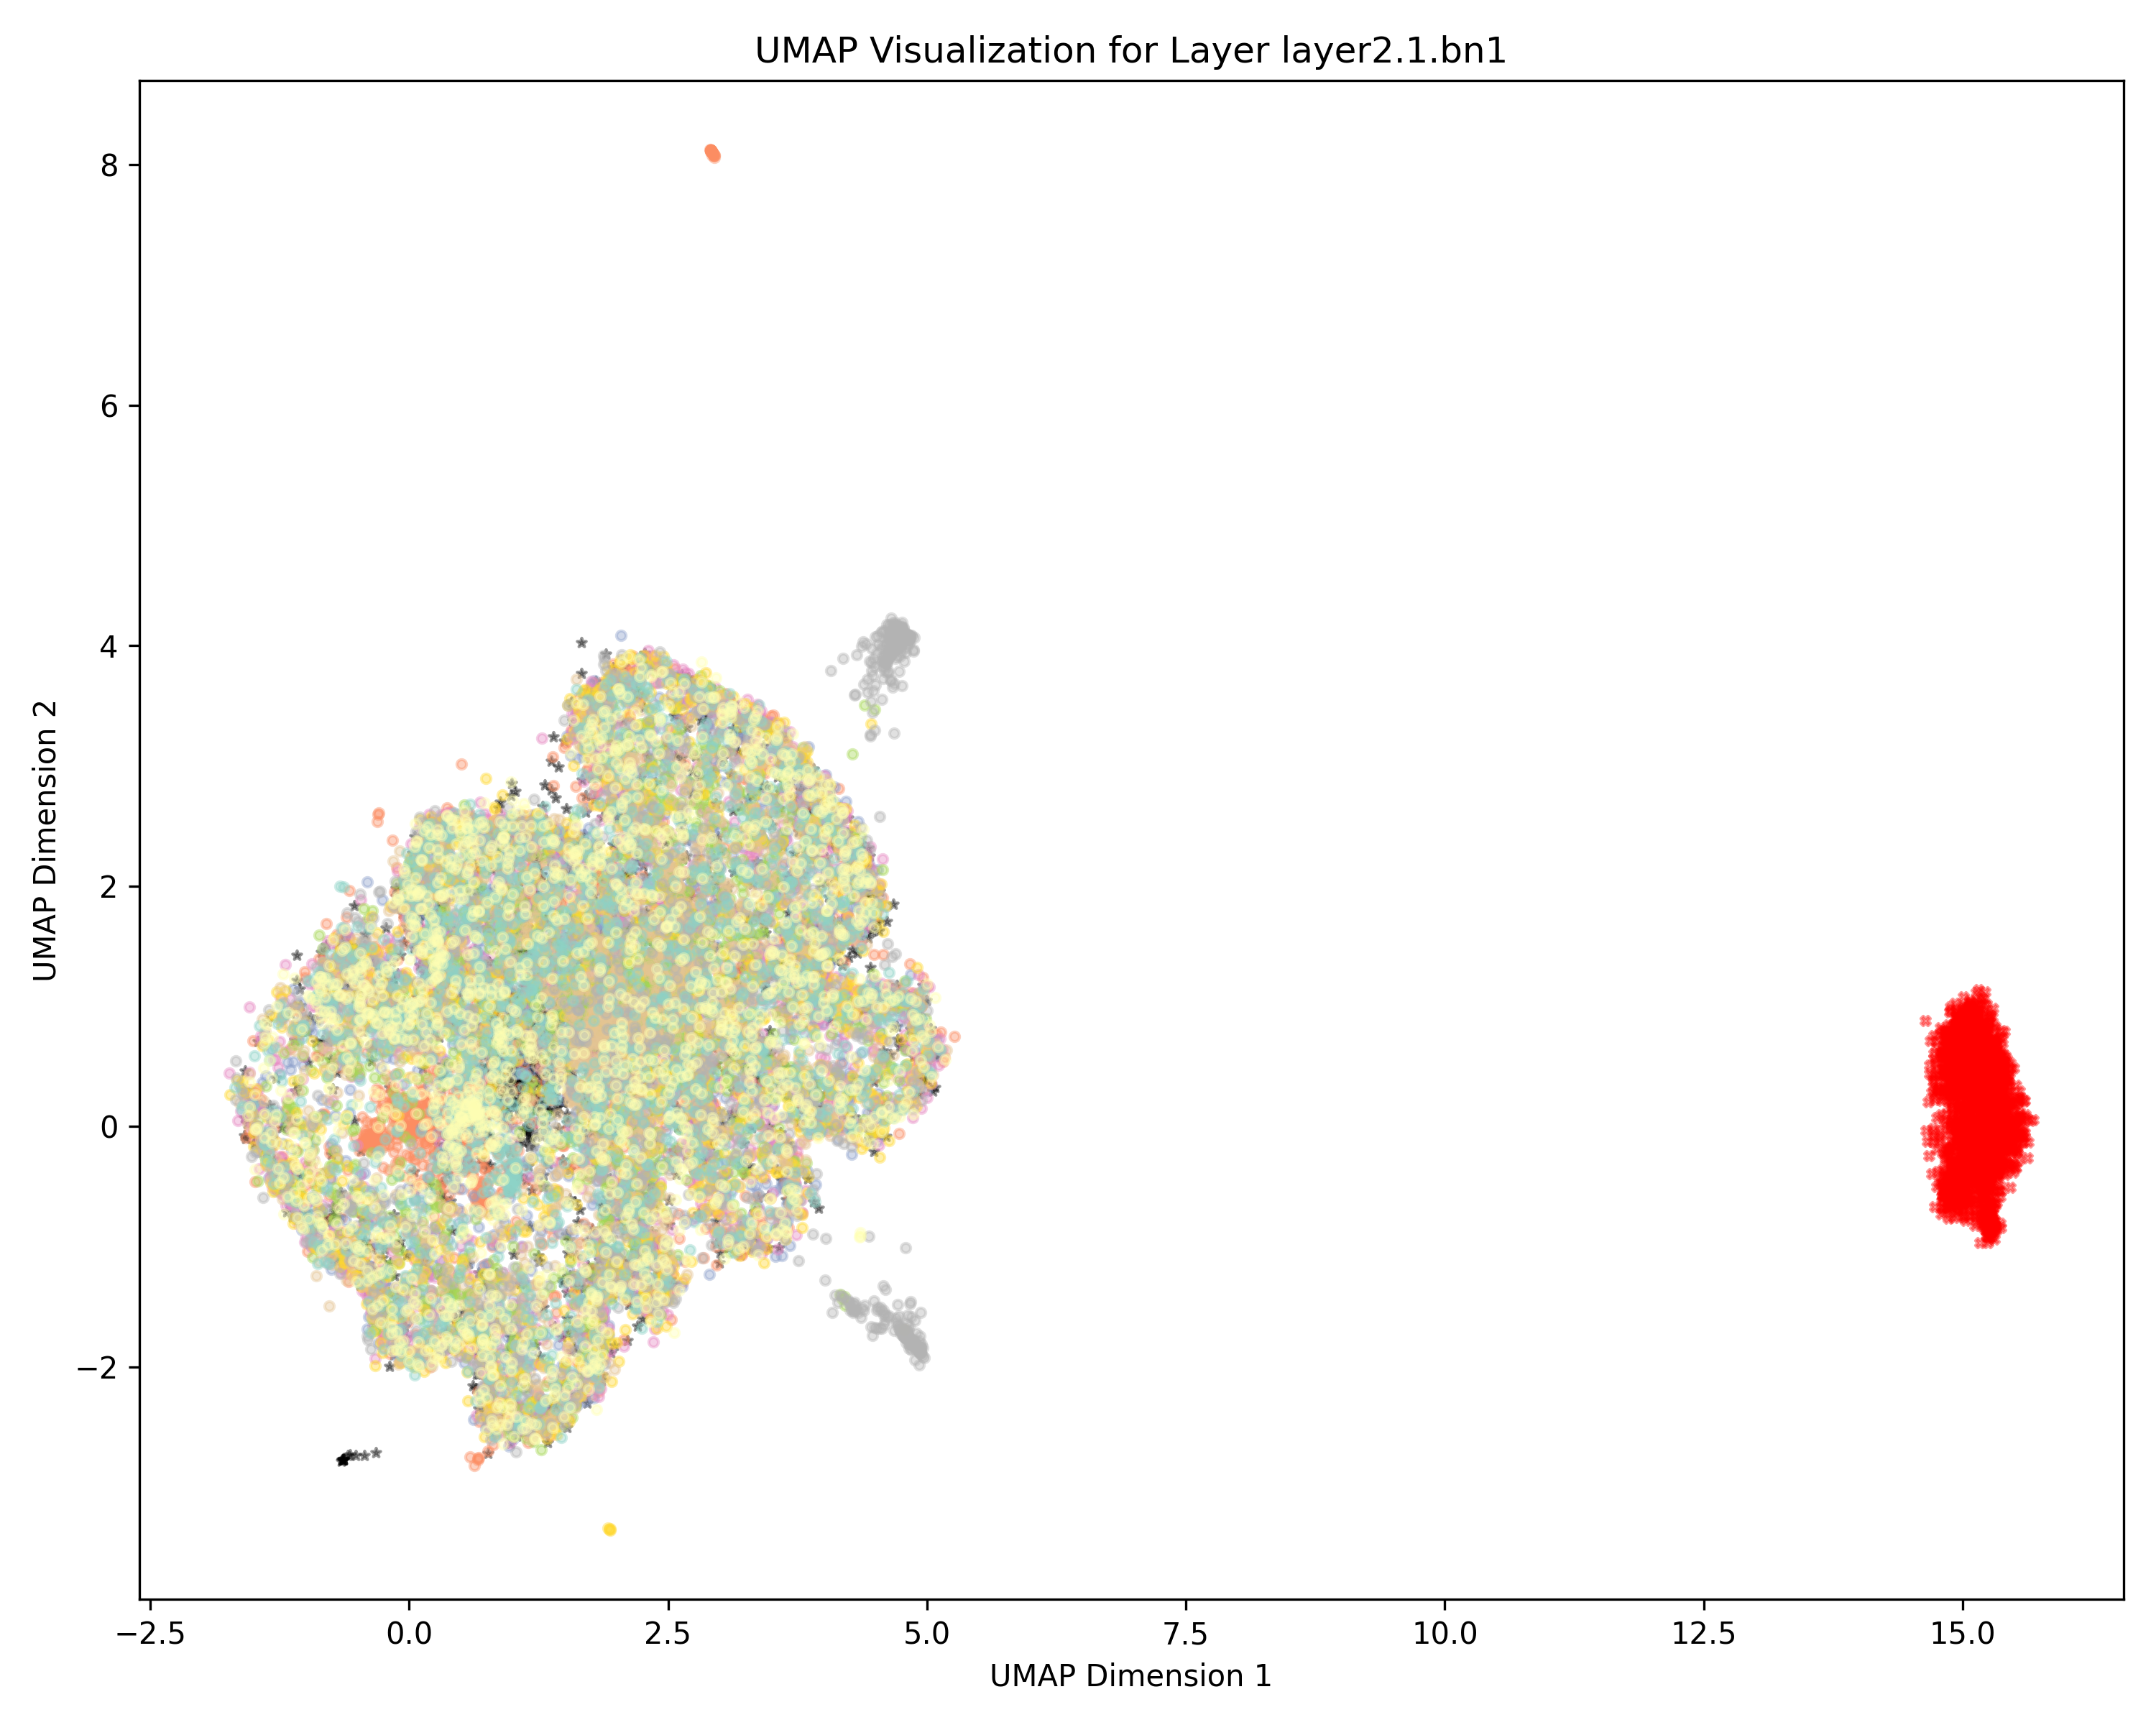 UMAP Visualization for Layer layer2.1.bn1
8
6
4
2
0
−2
UMAP Dimension 2
−2.5 0.0 2.5 5.0 7.5 10.0 12.5 15.0
UMAP Dimension 1